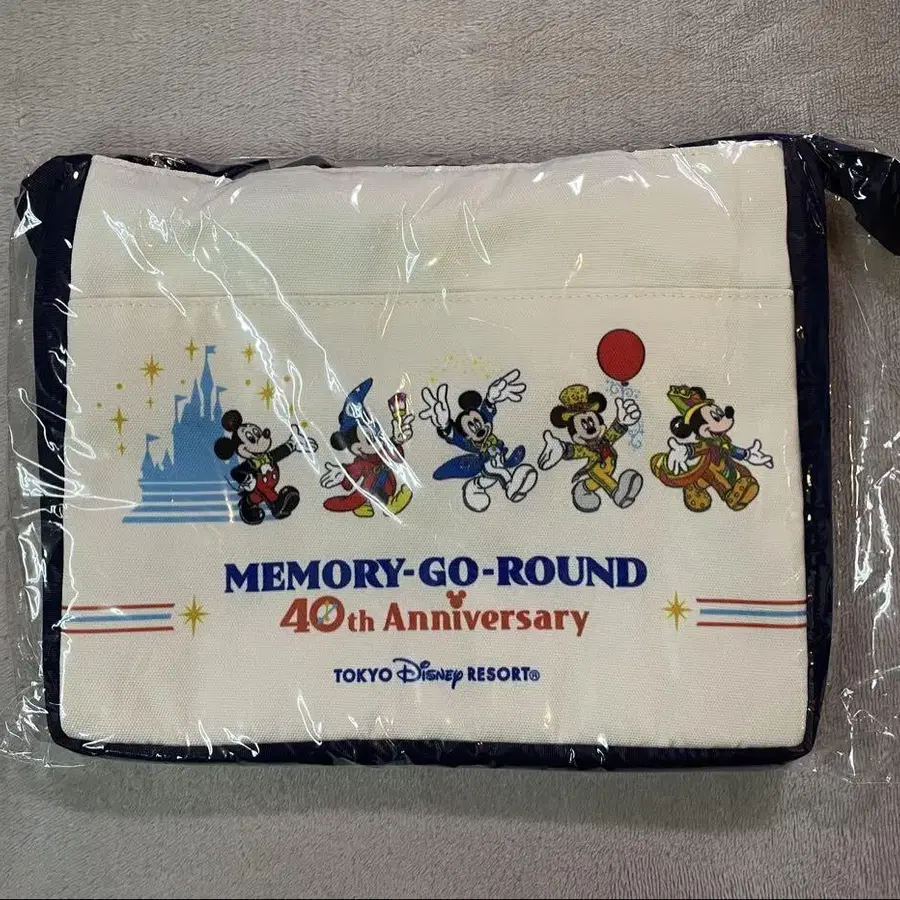 MEMORY-GO-ROUND
40th Anniversary
TOKYO Disney RESORT®